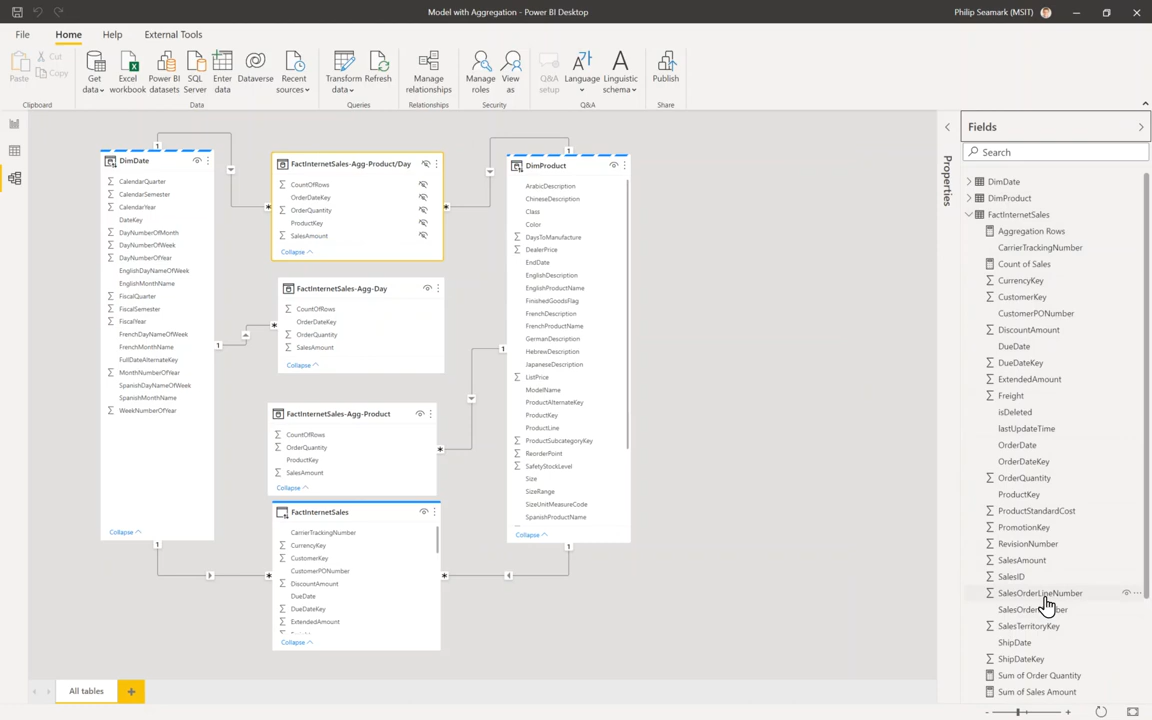 Model with Aggregation - Power BI Desktop
Philip Seamark (MSIT)
File
Home
Help
External Tools
Paste
Cut
Copy
Clipboard
Get data
Excel workbook
Power BI datasets
SQL Server
Enter data
Dataverse
Recent sources
Data
Transform data
Refresh
Queries
Manage relationships
Relationships
Manage roles
View as
Security
Q&A setup
Language
Linguistic schema
Q&A
Publish
Share
DimDate
CalendarQuarter
CalendarSemester
CalendarYear
DateKey
DayNumberOfMonth
DayNumberOfWeek
DayNumberOfYear
EnglishDayNameOfWeek
EnglishMonthName
FiscalQuarter
FiscalSemester
FiscalYear
FrenchDayNameOfWeek
FrenchMonthName
FullDateAlternateKey
MonthNumberOfYear
SpanishDayNameOfWeek
SpanishMonthName
WeekNumberOfYear
Collapse
1
1
1
FactInternetSales-Agg-Product/Day
CountOfRows
OrderDateKey
OrderQuantity
ProductKey
SalesAmount
Collapse
*
*
FactInternetSales-Agg-Day
CountOfRows
OrderDateKey
OrderQuantity
SalesAmount
Collapse
*
FactInternetSales-Agg-Product
CountOfRows
OrderQuantity
ProductKey
SalesAmount
Collapse
*
FactInternetSales
CarrierTrackingNumber
CurrencyKey
CustomerKey
CustomerPONumber
DiscountAmount
DueDate
DueDateKey
ExtendedAmount
Collapse
*
*
DimProduct
ArabicDescription
ChineseDescription
Class
Color
DaysToManufacture
DealerPrice
EndDate
EnglishDescription
EnglishProductName
FinishedGoodsFlag
FrenchDescription
FrenchProductName
GermanDescription
HebrewDescription
JapaneseDescription
ListPrice
ModelName
ProductAlternateKey
ProductKey
ProductLine
ProductSubcategoryKey
ReorderPoint
SafetyStockLevel
Size
SizeRange
SizeUnitMeasureCode
SpanishProductName
Collapse
1
1
1
Properties
Fields
Search
DimDate
DimProduct
FactInternetSales
Aggregation Rows
CarrierTrackingNumber
Count of Sales
CurrencyKey
CustomerKey
CustomerPONumber
DiscountAmount
DueDate
DueDateKey
ExtendedAmount
Freight
isDeleted
lastUpdateTime
OrderDate
OrderDateKey
OrderQuantity
ProductKey
ProductStandardCost
PromotionKey
RevisionNumber
SalesAmount
SalesID
SalesOrderLineNumber
SalesTerritoryKey
ShipDate
ShipDateKey
Sum of Order Quantity
Sum of Sales Amount
All tables
+
- +